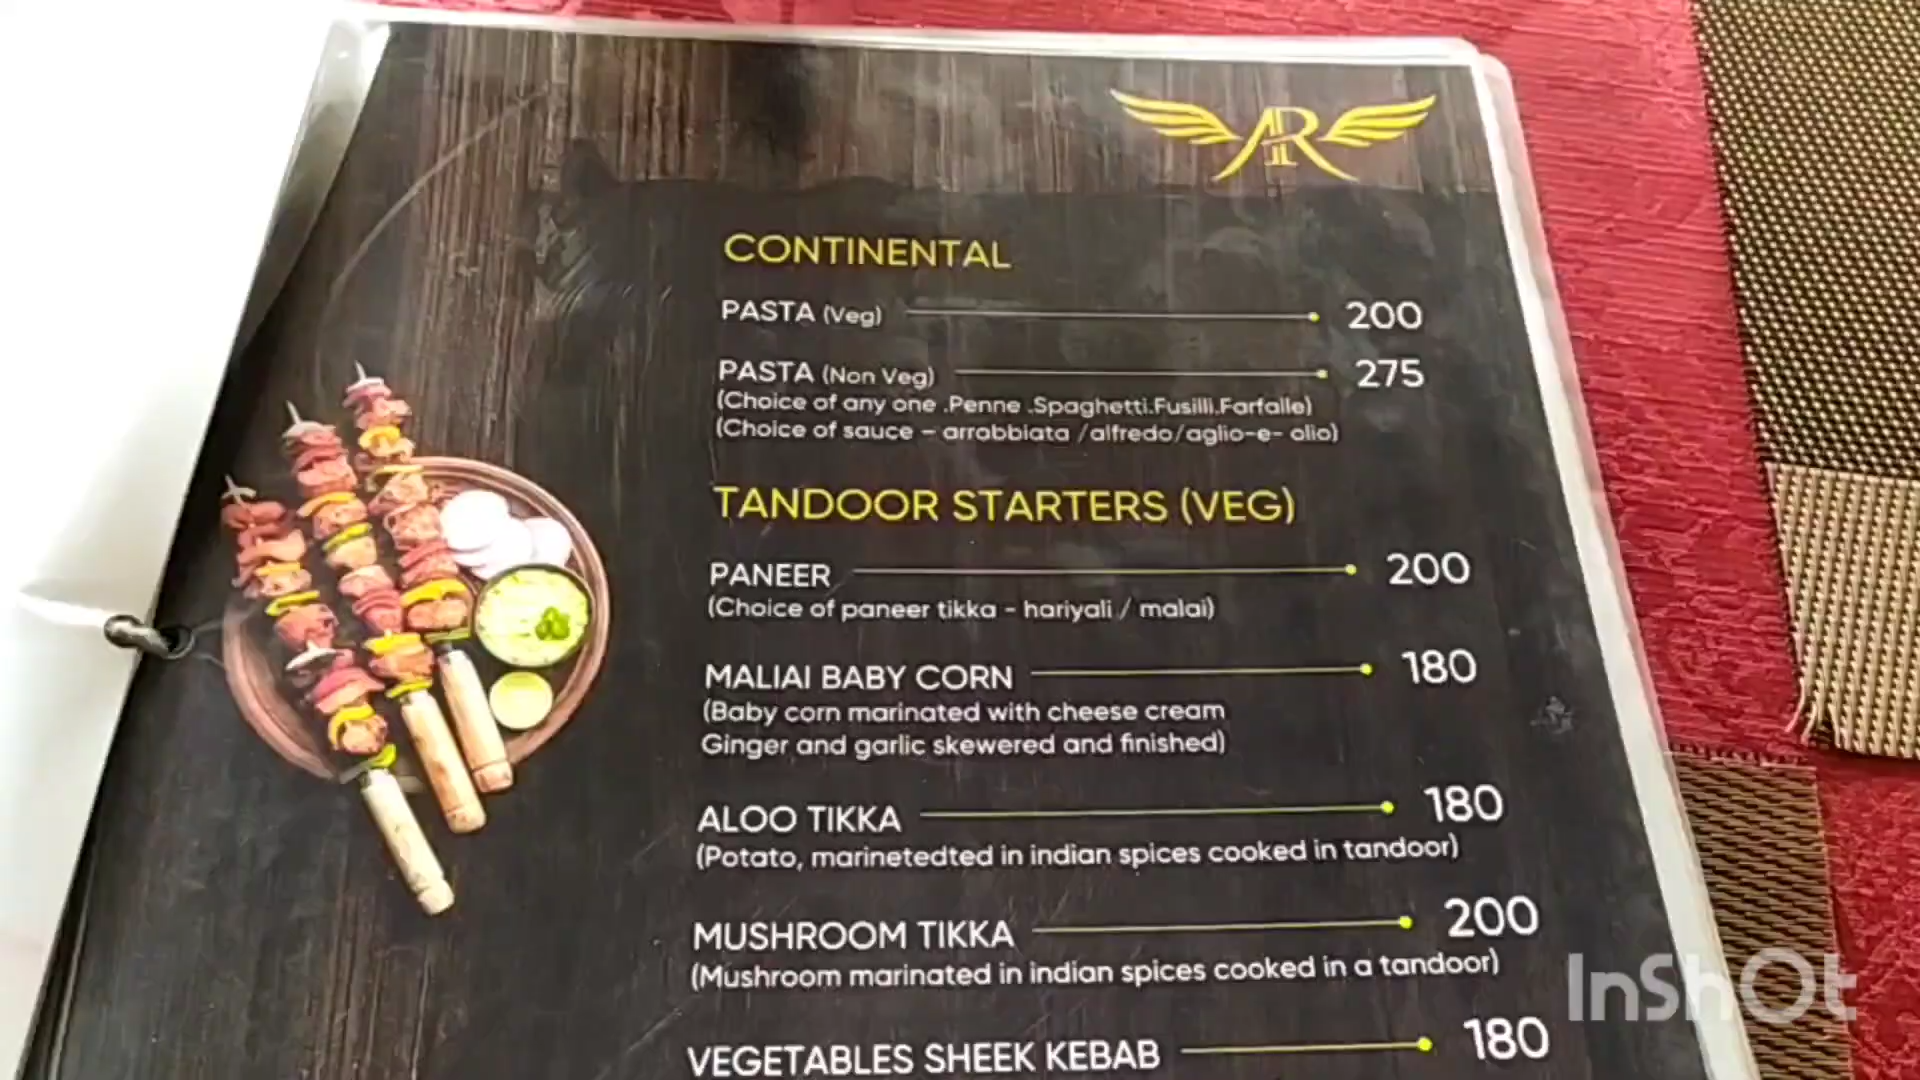 AR
CONTINENTAL
PASTA (Veg) 200
PASTA (Non Veg) 275
(Choice of any one .Penne .Spaghetti.Fusilli.Farfalle)
(Choice of sauce – arrabbiata /alfredo/aglio-e- olio)
TANDOOR STARTERS (VEG)
PANEER 200
(Choice of paneer tikka - hariyali / malai)
MALIAI BABY CORN 180
(Baby corn marinated with cheese cream
Ginger and garlic skewered and finished)
ALOO TIKKA 180
(Potato, marinetedted in indian spices cooked in tandoor)
MUSHROOM TIKKA 200
(Mushroom marinated in indian spices cooked in a tandoor)
VEGETABLES SHEEK KEBAB 180
InShOt